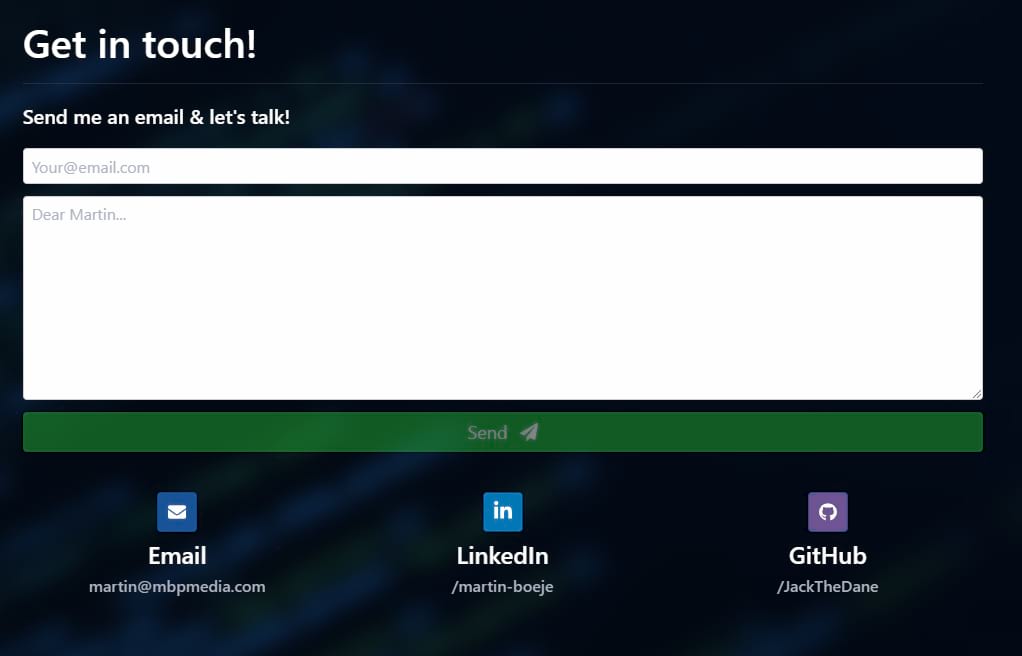 Get in touch!
Send me an email & let's talk!
Your@email.com
Dear Martin...
Send
in
Email LinkedIn GitHub
martin@mbpmedia.com /martin-boeje /JackTheDane